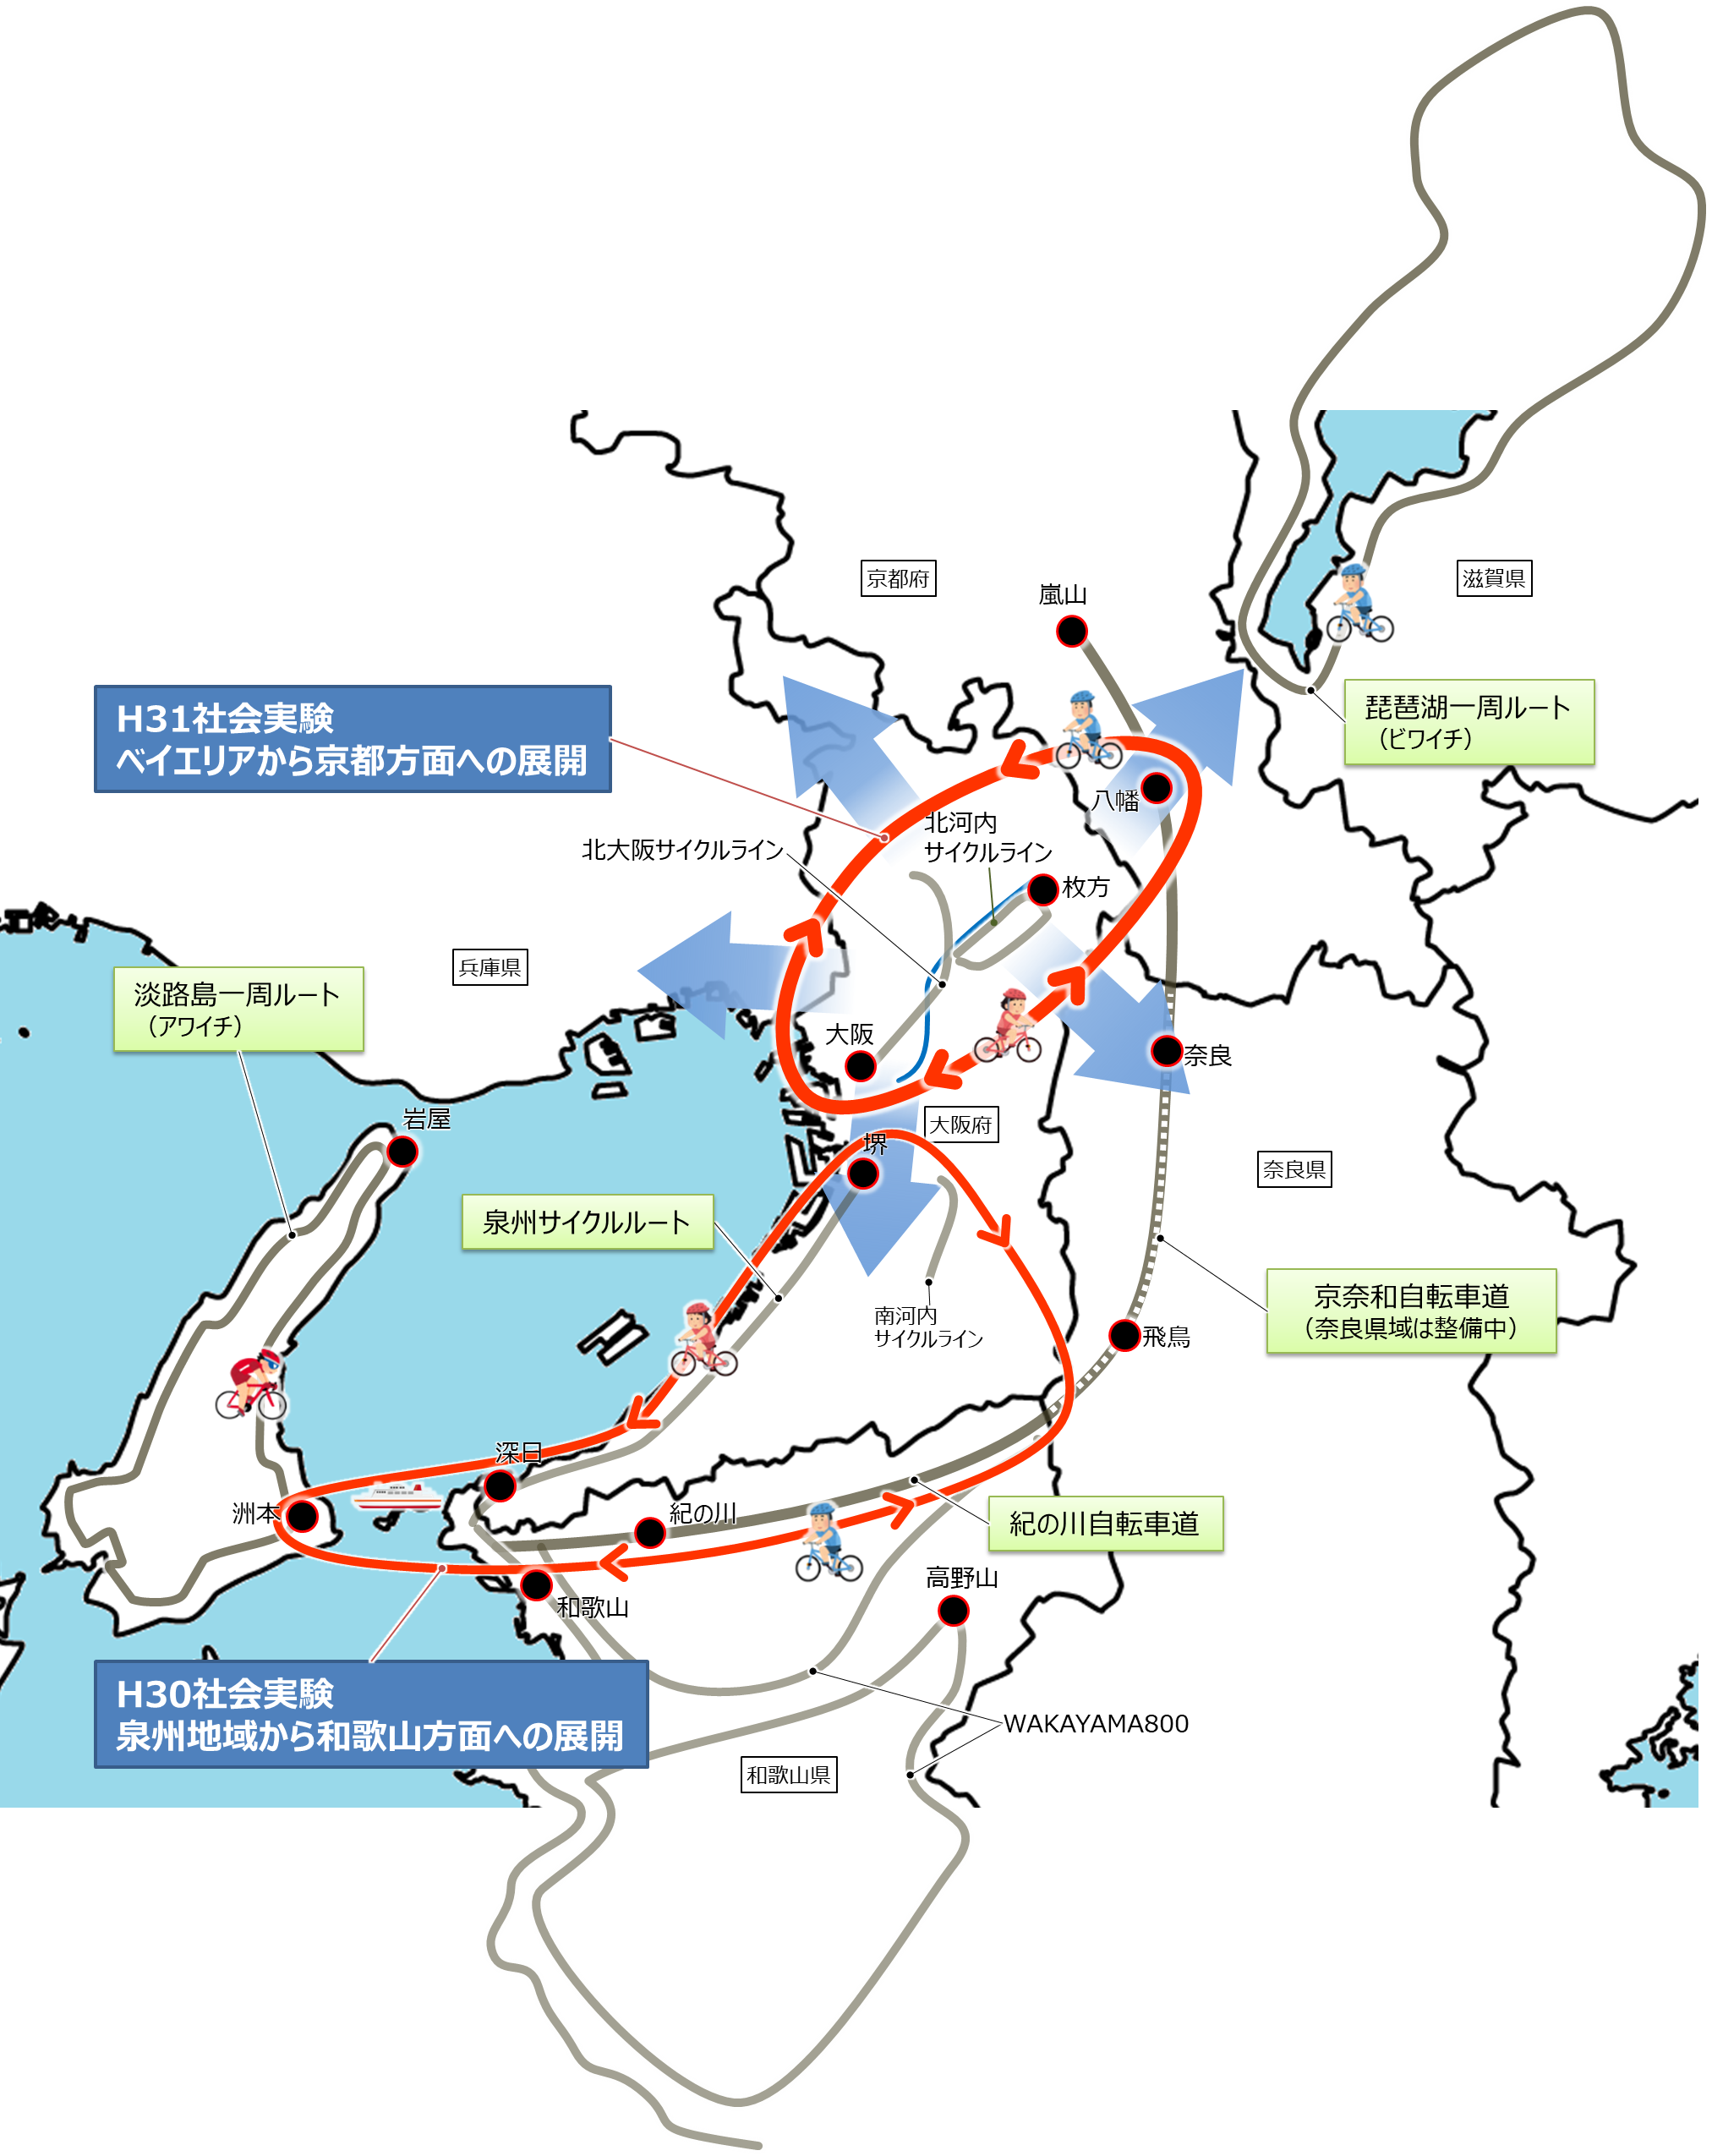 京都府
滋賀県
嵐山
H31社会実験
ベイエリアから京都方面への展開
琵琶湖一周ルート
（ビワイチ）
八幡
北河内
サイクルライン
北大阪サイクルライン
枚方
兵庫県
淡路島一周ルート
（アワイチ）
大阪
奈良
岩屋
大阪府
堺
奈良県
泉州サイクルルート
京奈和自転車道
（奈良県域は整備中）
南河内
サイクルライン
飛鳥
深日
洲本
紀の川
紀の川自転車道
高野山
和歌山
H30社会実験
泉州地域から和歌山方面への展開
WAKAYAMA800
和歌山県